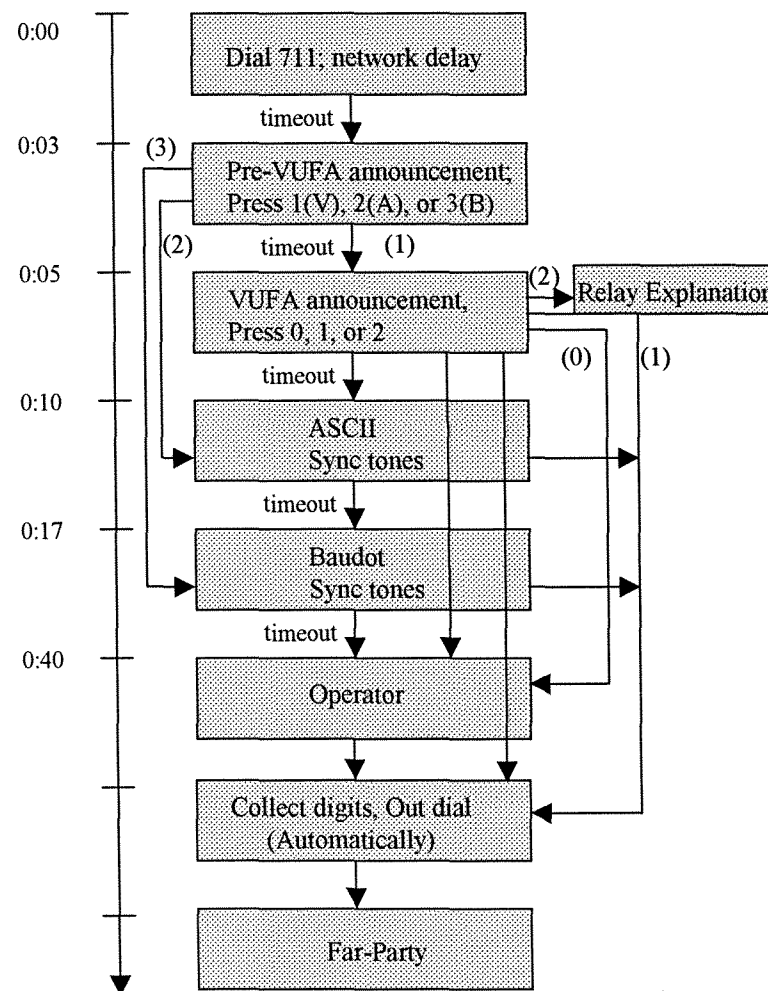 0:00
Dial 711; network delay
timeout
0:03
(3)
Pre-VUFA announcement;
Press 1(V), 2(A), or 3(B)
(2)
timeout
(1)
0:05
VUFA announcement,
Press 0, 1, or 2
(2)
Relay Explanation
(0)
(1)
timeout
0:10
ASCII
Sync tones
timeout
0:17
Baudot
Sync tones
timeout
0:40
Operator
Collect digits, Out dial
(Automatically)
Far-Party